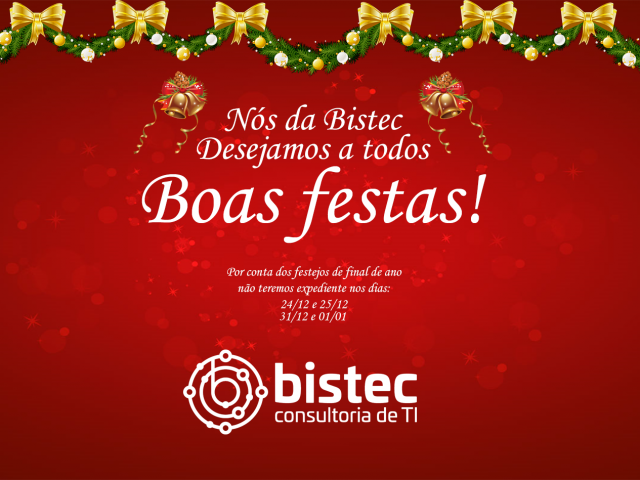 Nós da Bistec
Desejamos a todos
Boas festas!
Por conta dos festejos de final de ano
não teremos expediente nos dias:
24/12 e 25/12
31/12 e 01/01
bistec
consultoria de TI